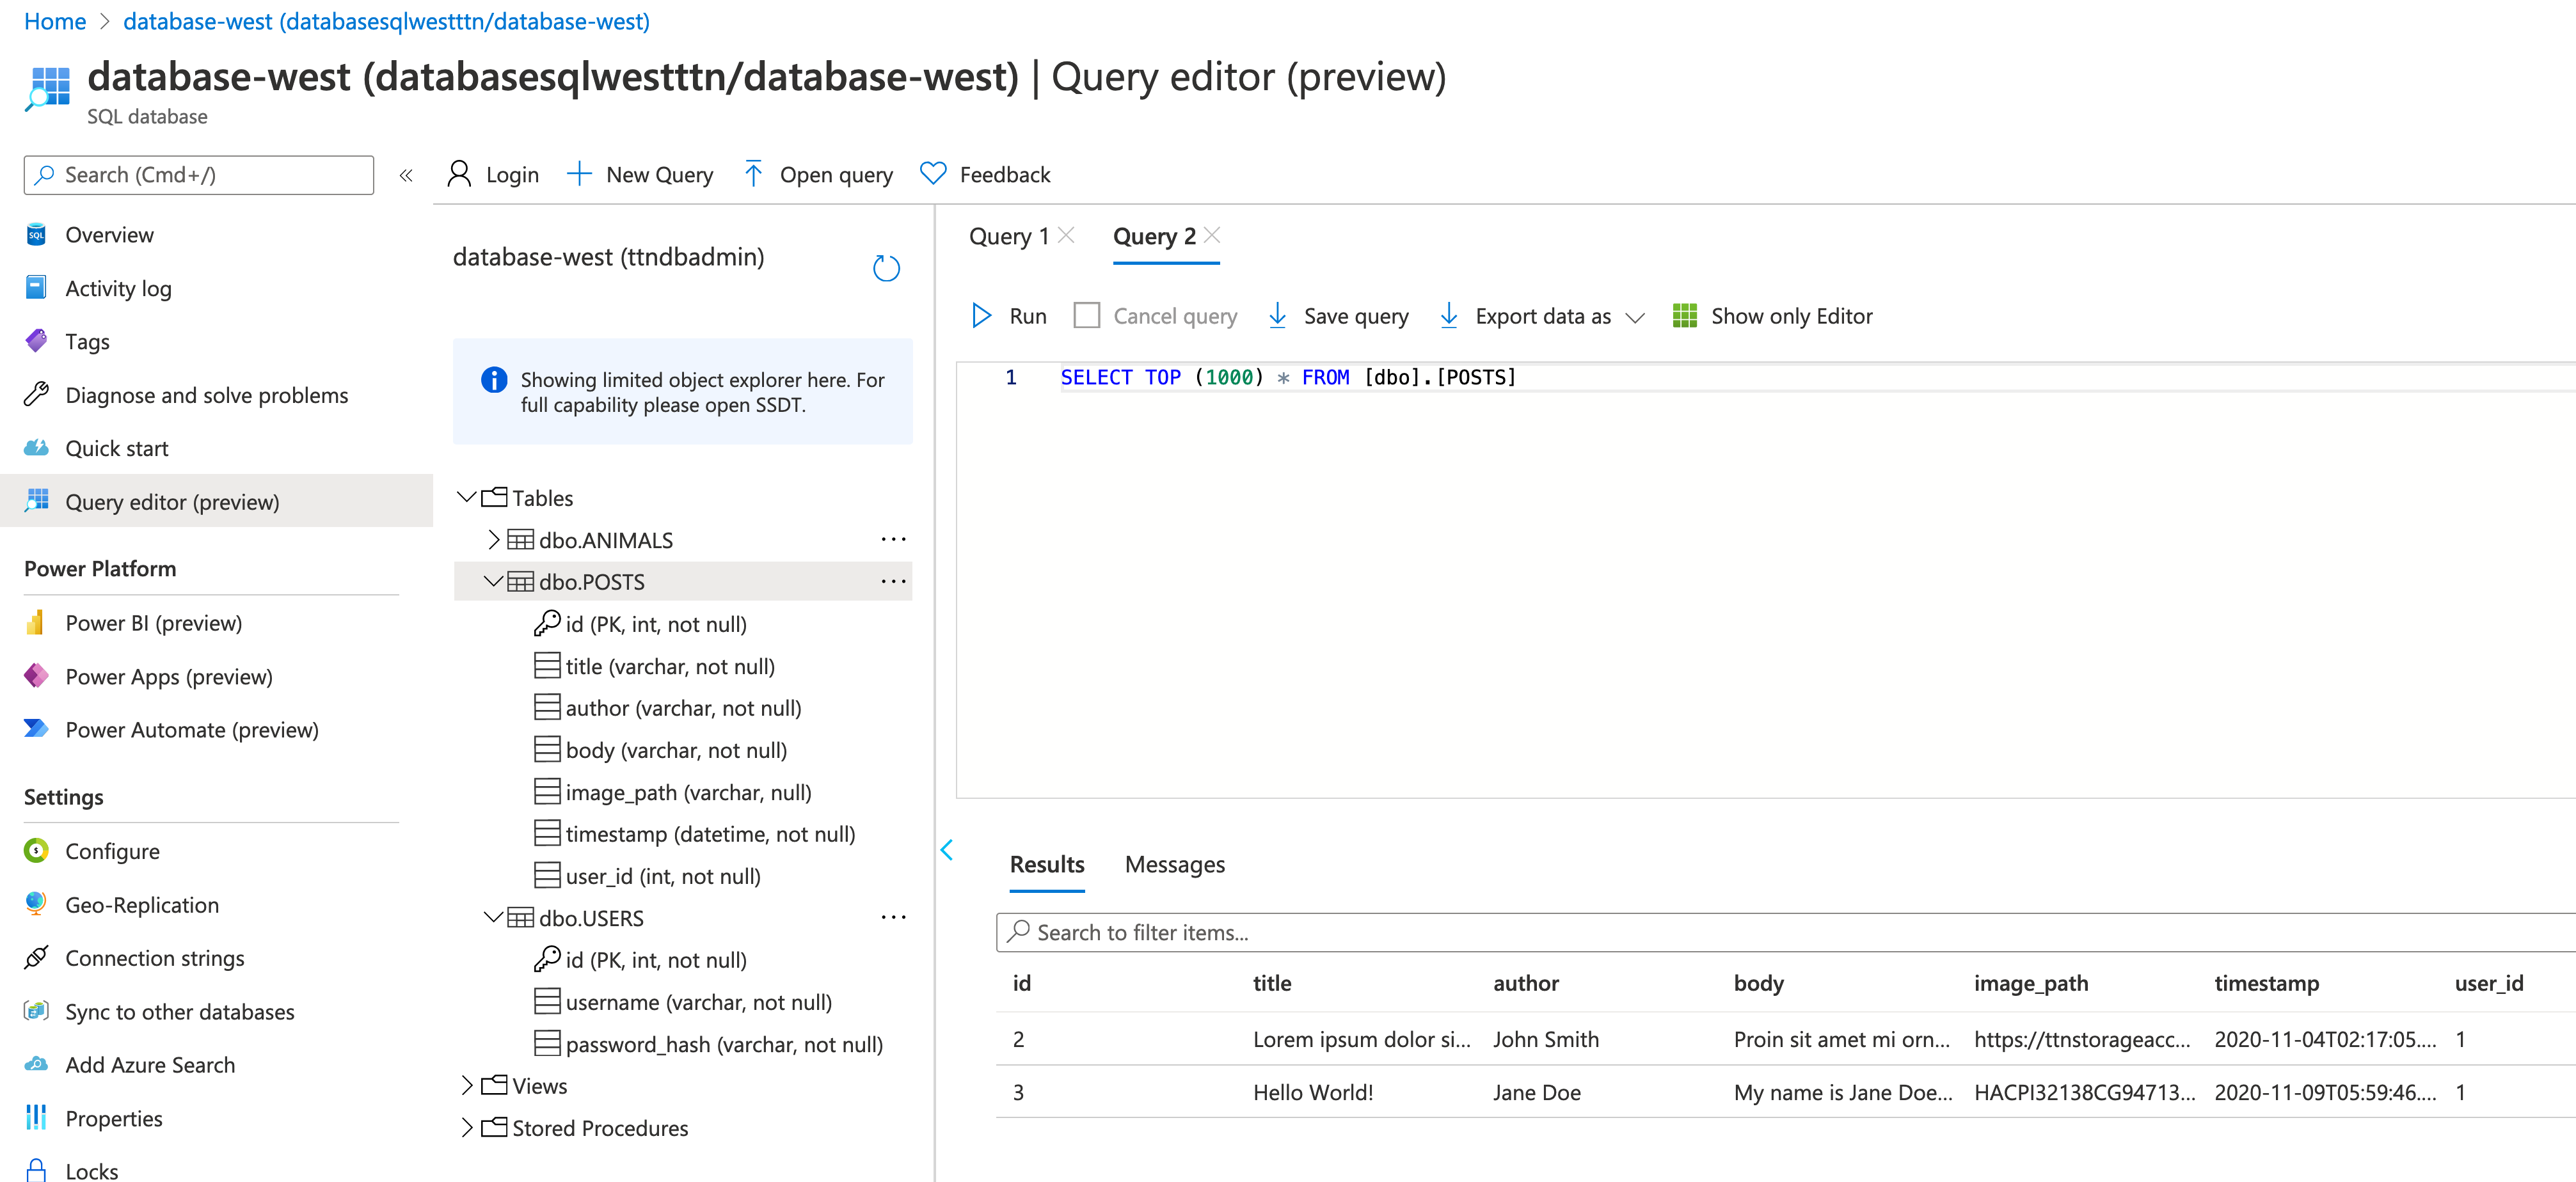 Home > database-west (databasesqlwestttn/database-west)
database-west (databasesqlwestttn/database-west) | Query editor (preview)
SQL database
Search (Cmd+/)
«
Login
New Query
Open query
Feedback
Overview
Activity log
Tags
Diagnose and solve problems
Quick start
Query editor (preview)
Power Platform
Power BI (preview)
Power Apps (preview)
Power Automate (preview)
Settings
Configure
Geo-Replication
Connection strings
Sync to other databases
Add Azure Search
Properties
Locks
database-west (ttndbadmin)
Showing limited object explorer here. For
full capability please open SSDT.
Tables
dbo.ANIMALS ...
dbo.POSTS ...
id (PK, int, not null)
title (varchar, not null)
author (varchar, not null)
body (varchar, not null)
image_path (varchar, null)
timestamp (datetime, not null)
user_id (int, not null)
dbo.USERS ...
id (PK, int, not null)
username (varchar, not null)
password_hash (varchar, not null)
Views
Stored Procedures
Query 1 Query 2
Run Cancel query Save query Export data as Show only Editor
1 SELECT TOP (1000) * FROM [dbo].[POSTS]
Results Messages
Search to filter items...
id title author body image_path timestamp user_id
2 Lorem ipsum dolor si... John Smith Proin sit amet mi orn... https://ttnstorageacc... 2020-11-04T02:17:05.... 1
3 Hello World! Jane Doe My name is Jane Doe... HACPI32138CG94713... 2020-11-09T05:59:46.... 1